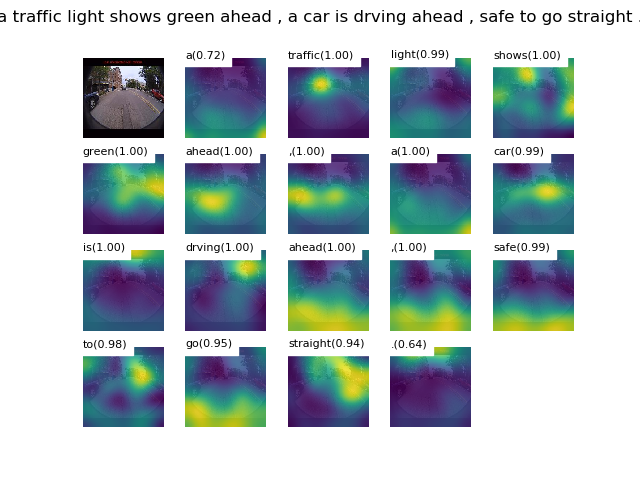 a traffic light shows green ahead , a car is drving ahead , safe to go straight .
a(0.72) traffic(1.00) light(0.99) shows(1.00)
green(1.00) ahead(1.00) ,(1.00) a(1.00) car(0.99)
is(1.00) drving(1.00) ahead(1.00) ,(1.00) safe(0.99)
to(0.98) go(0.95) straight(0.94) .(0.64)